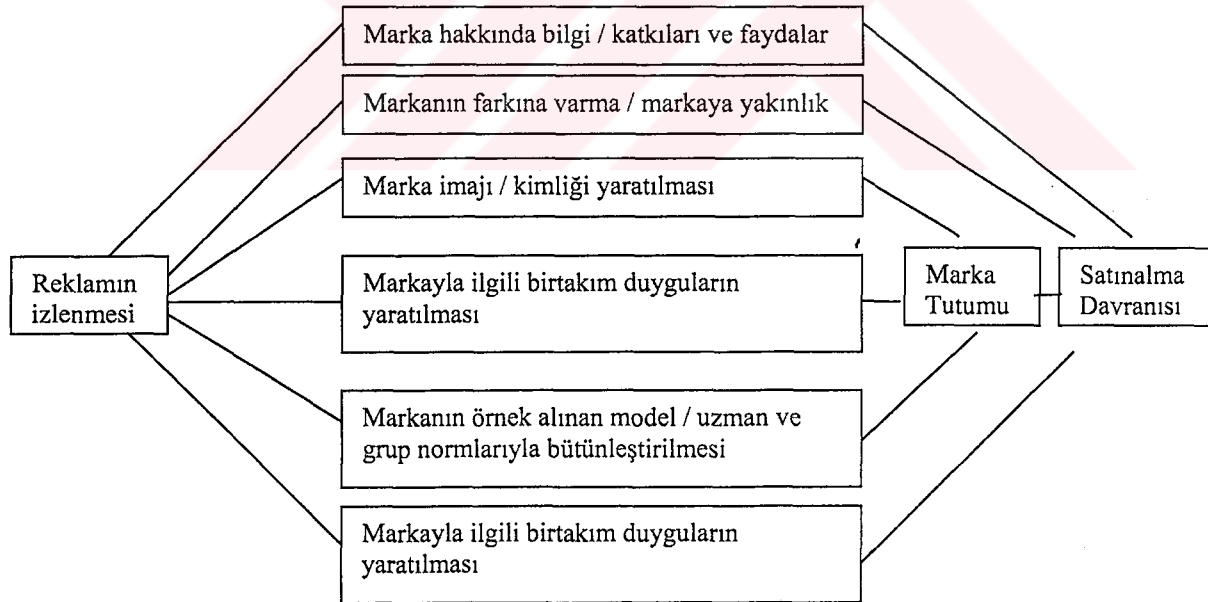 Marka hakkında bilgi / katkıları ve faydalar
Markanın farkına varma / markaya yakınlık
Marka imajı / kimliği yaratılması
Reklamın
izlenmesi
Markayla ilgili birtakım duyguların
yaratılması
Marka
Tutumu
Satınalma
Davranısı
Markanın örnek alınan model / uzman ve
grup normlarıyla bütünleştirilmesi
Markayla ilgili birtakım duyguların
yaratılması